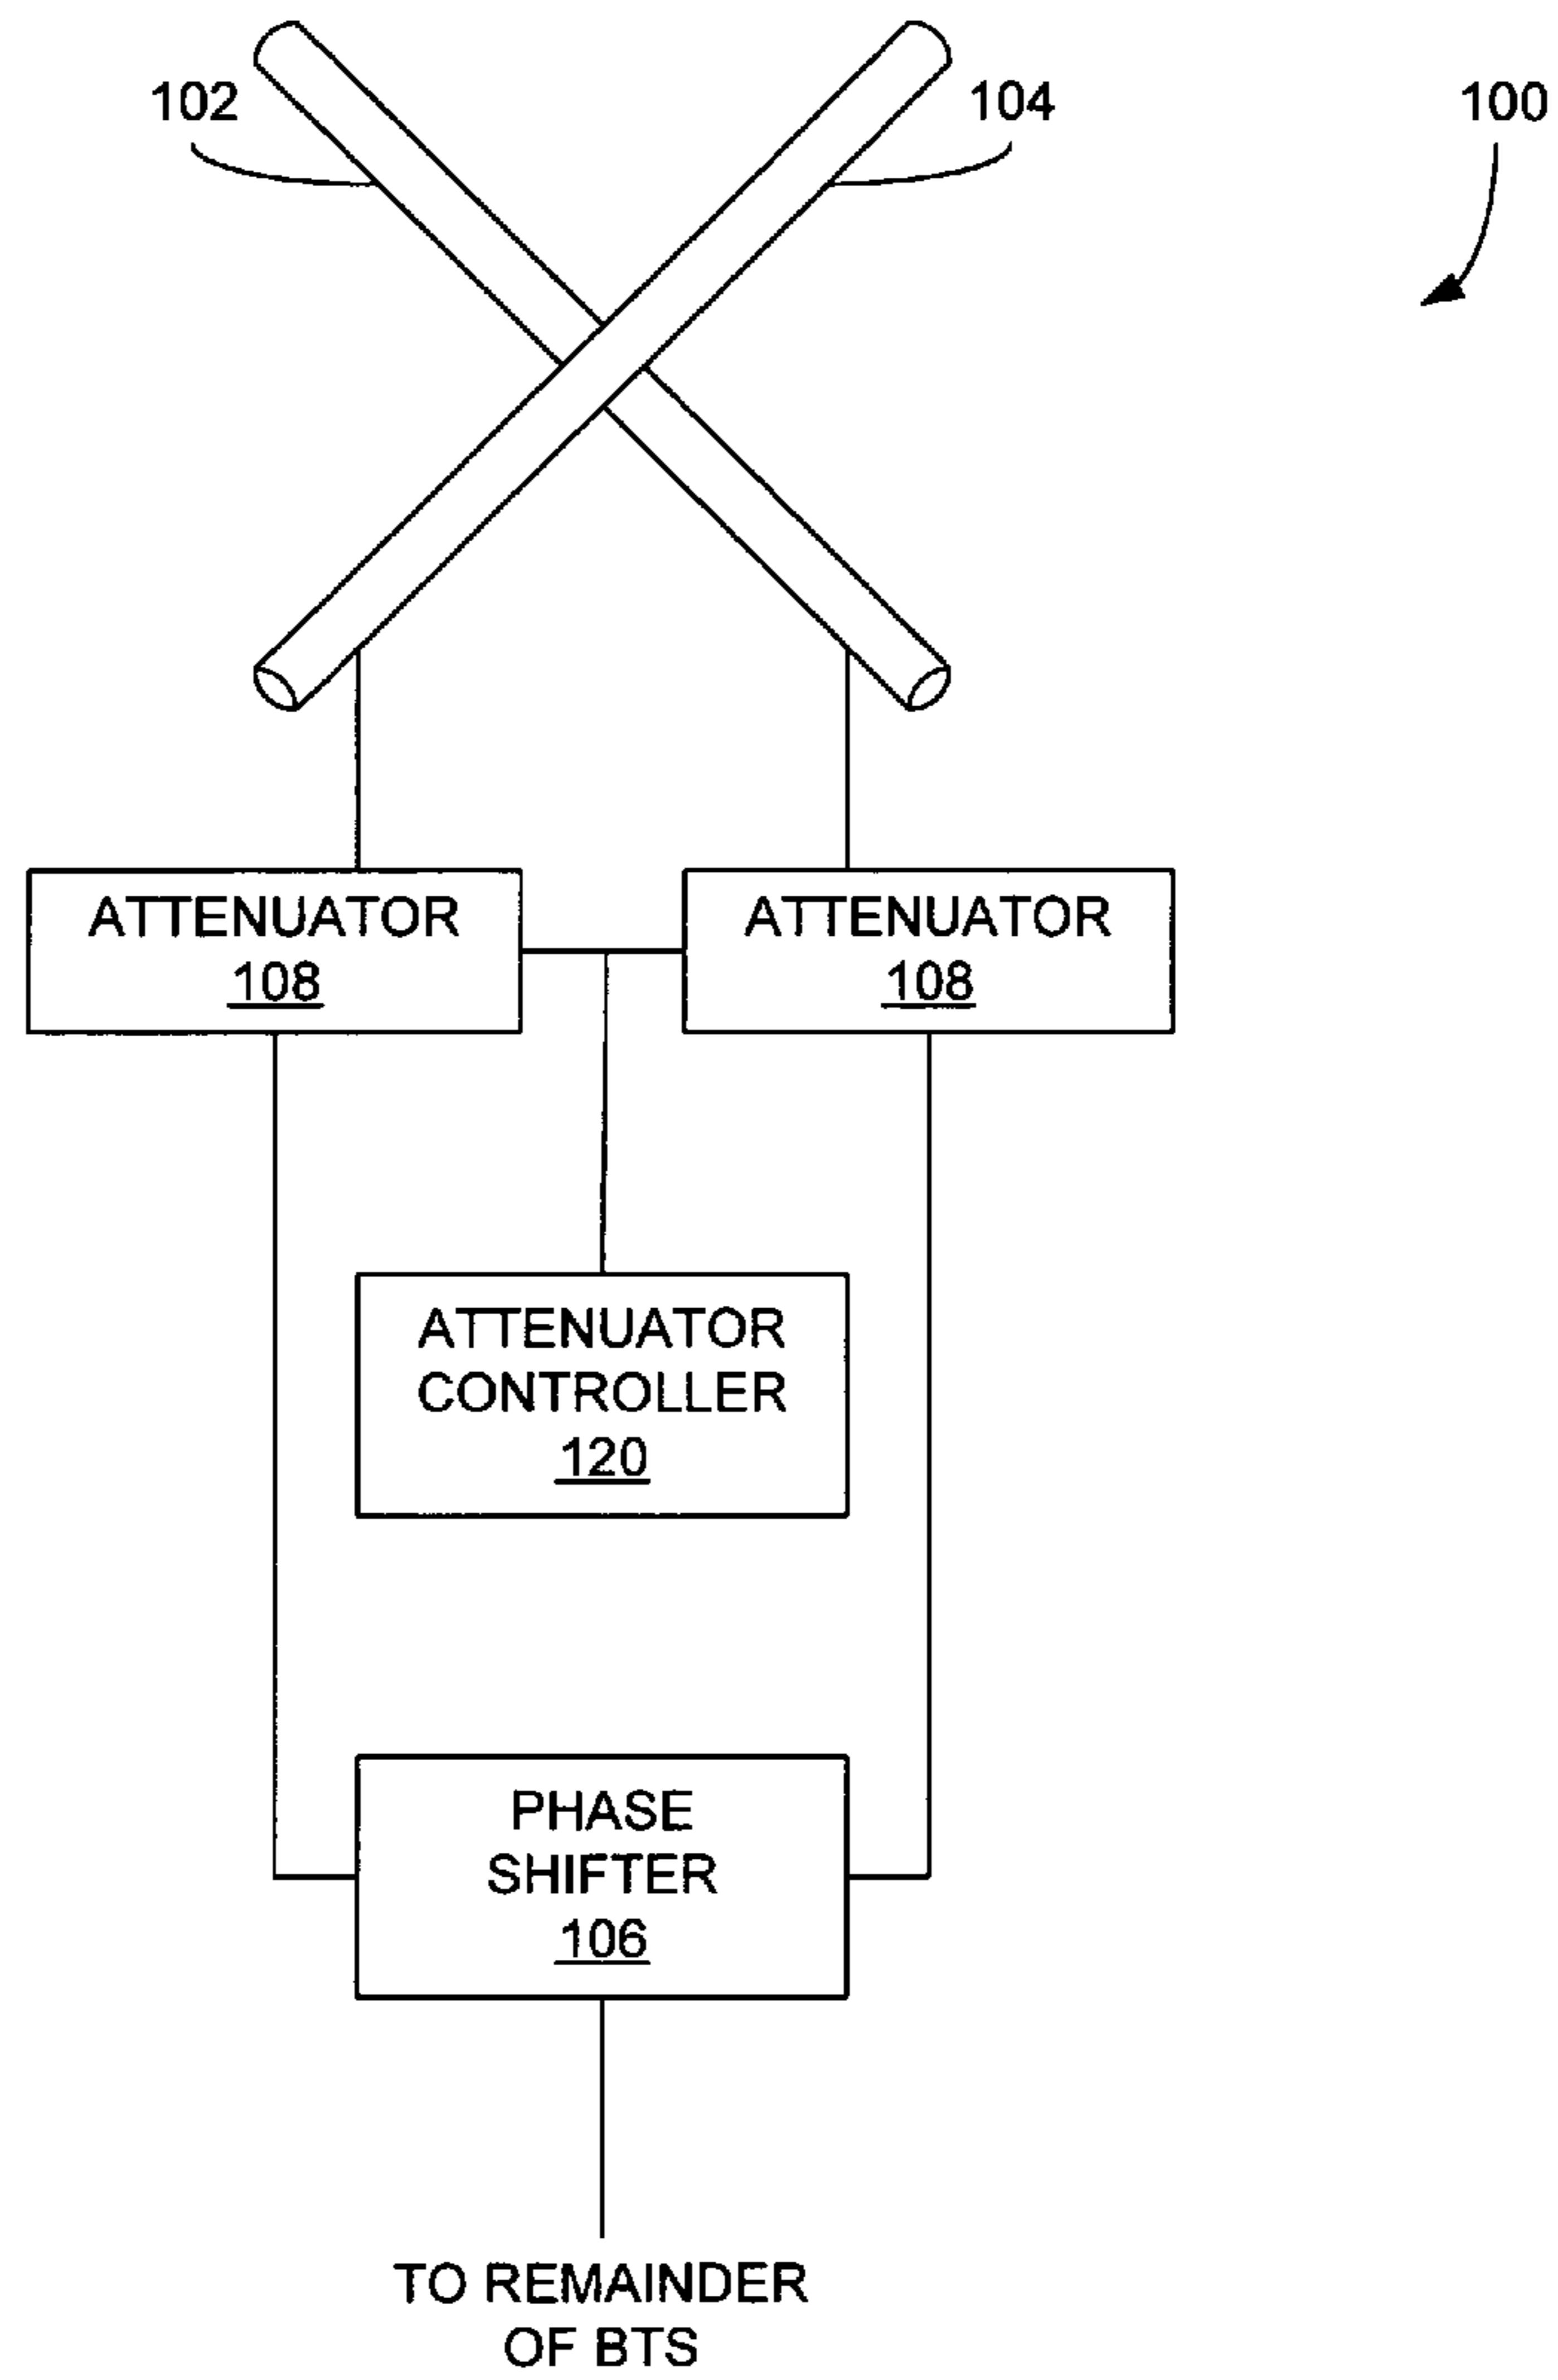 102
104
100
ATTENUATOR
108
ATTENUATOR
108
ATTENUATOR
CONTROLLER
120
PHASE
SHIFTER
106
TO REMAINDER
OF BTS